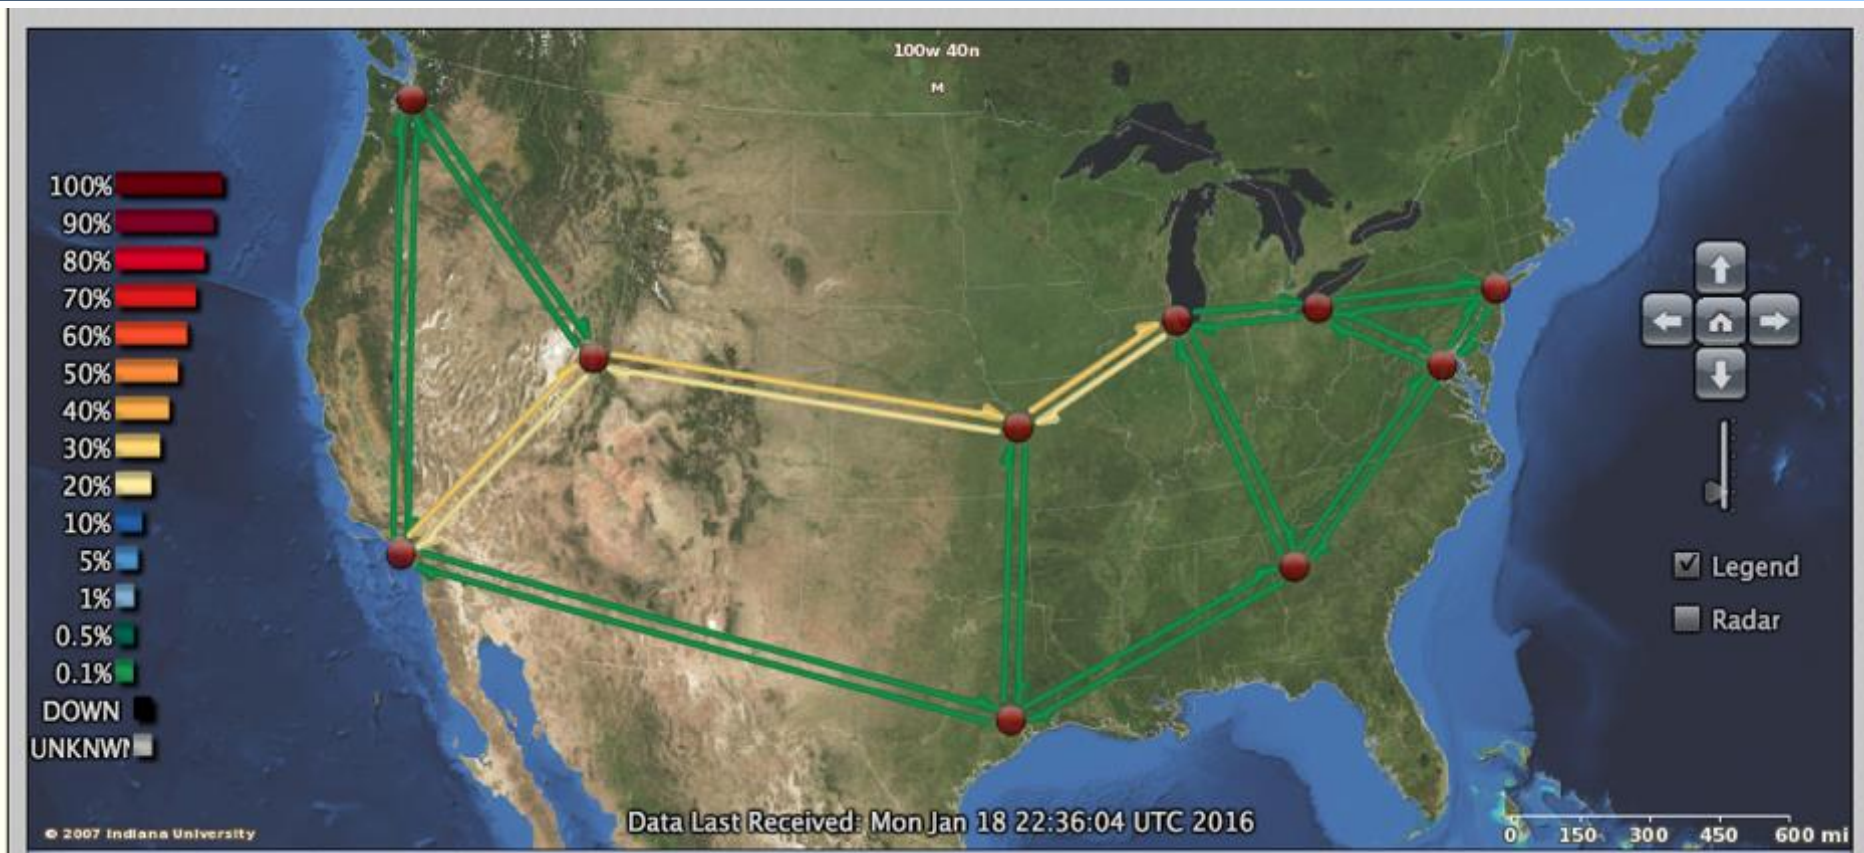 100w 40n
M
100%
90%
80%
70%
60%
50%
40%
30%
20%
10%
5%
1%
0.5%
0.1%
DOWN
UNKNWN
Legend
Radar
Data Last Received: Mon Jan 18 22:36:04 UTC 2016
© 2007 Indiana University
0 150 300 450 600 mi